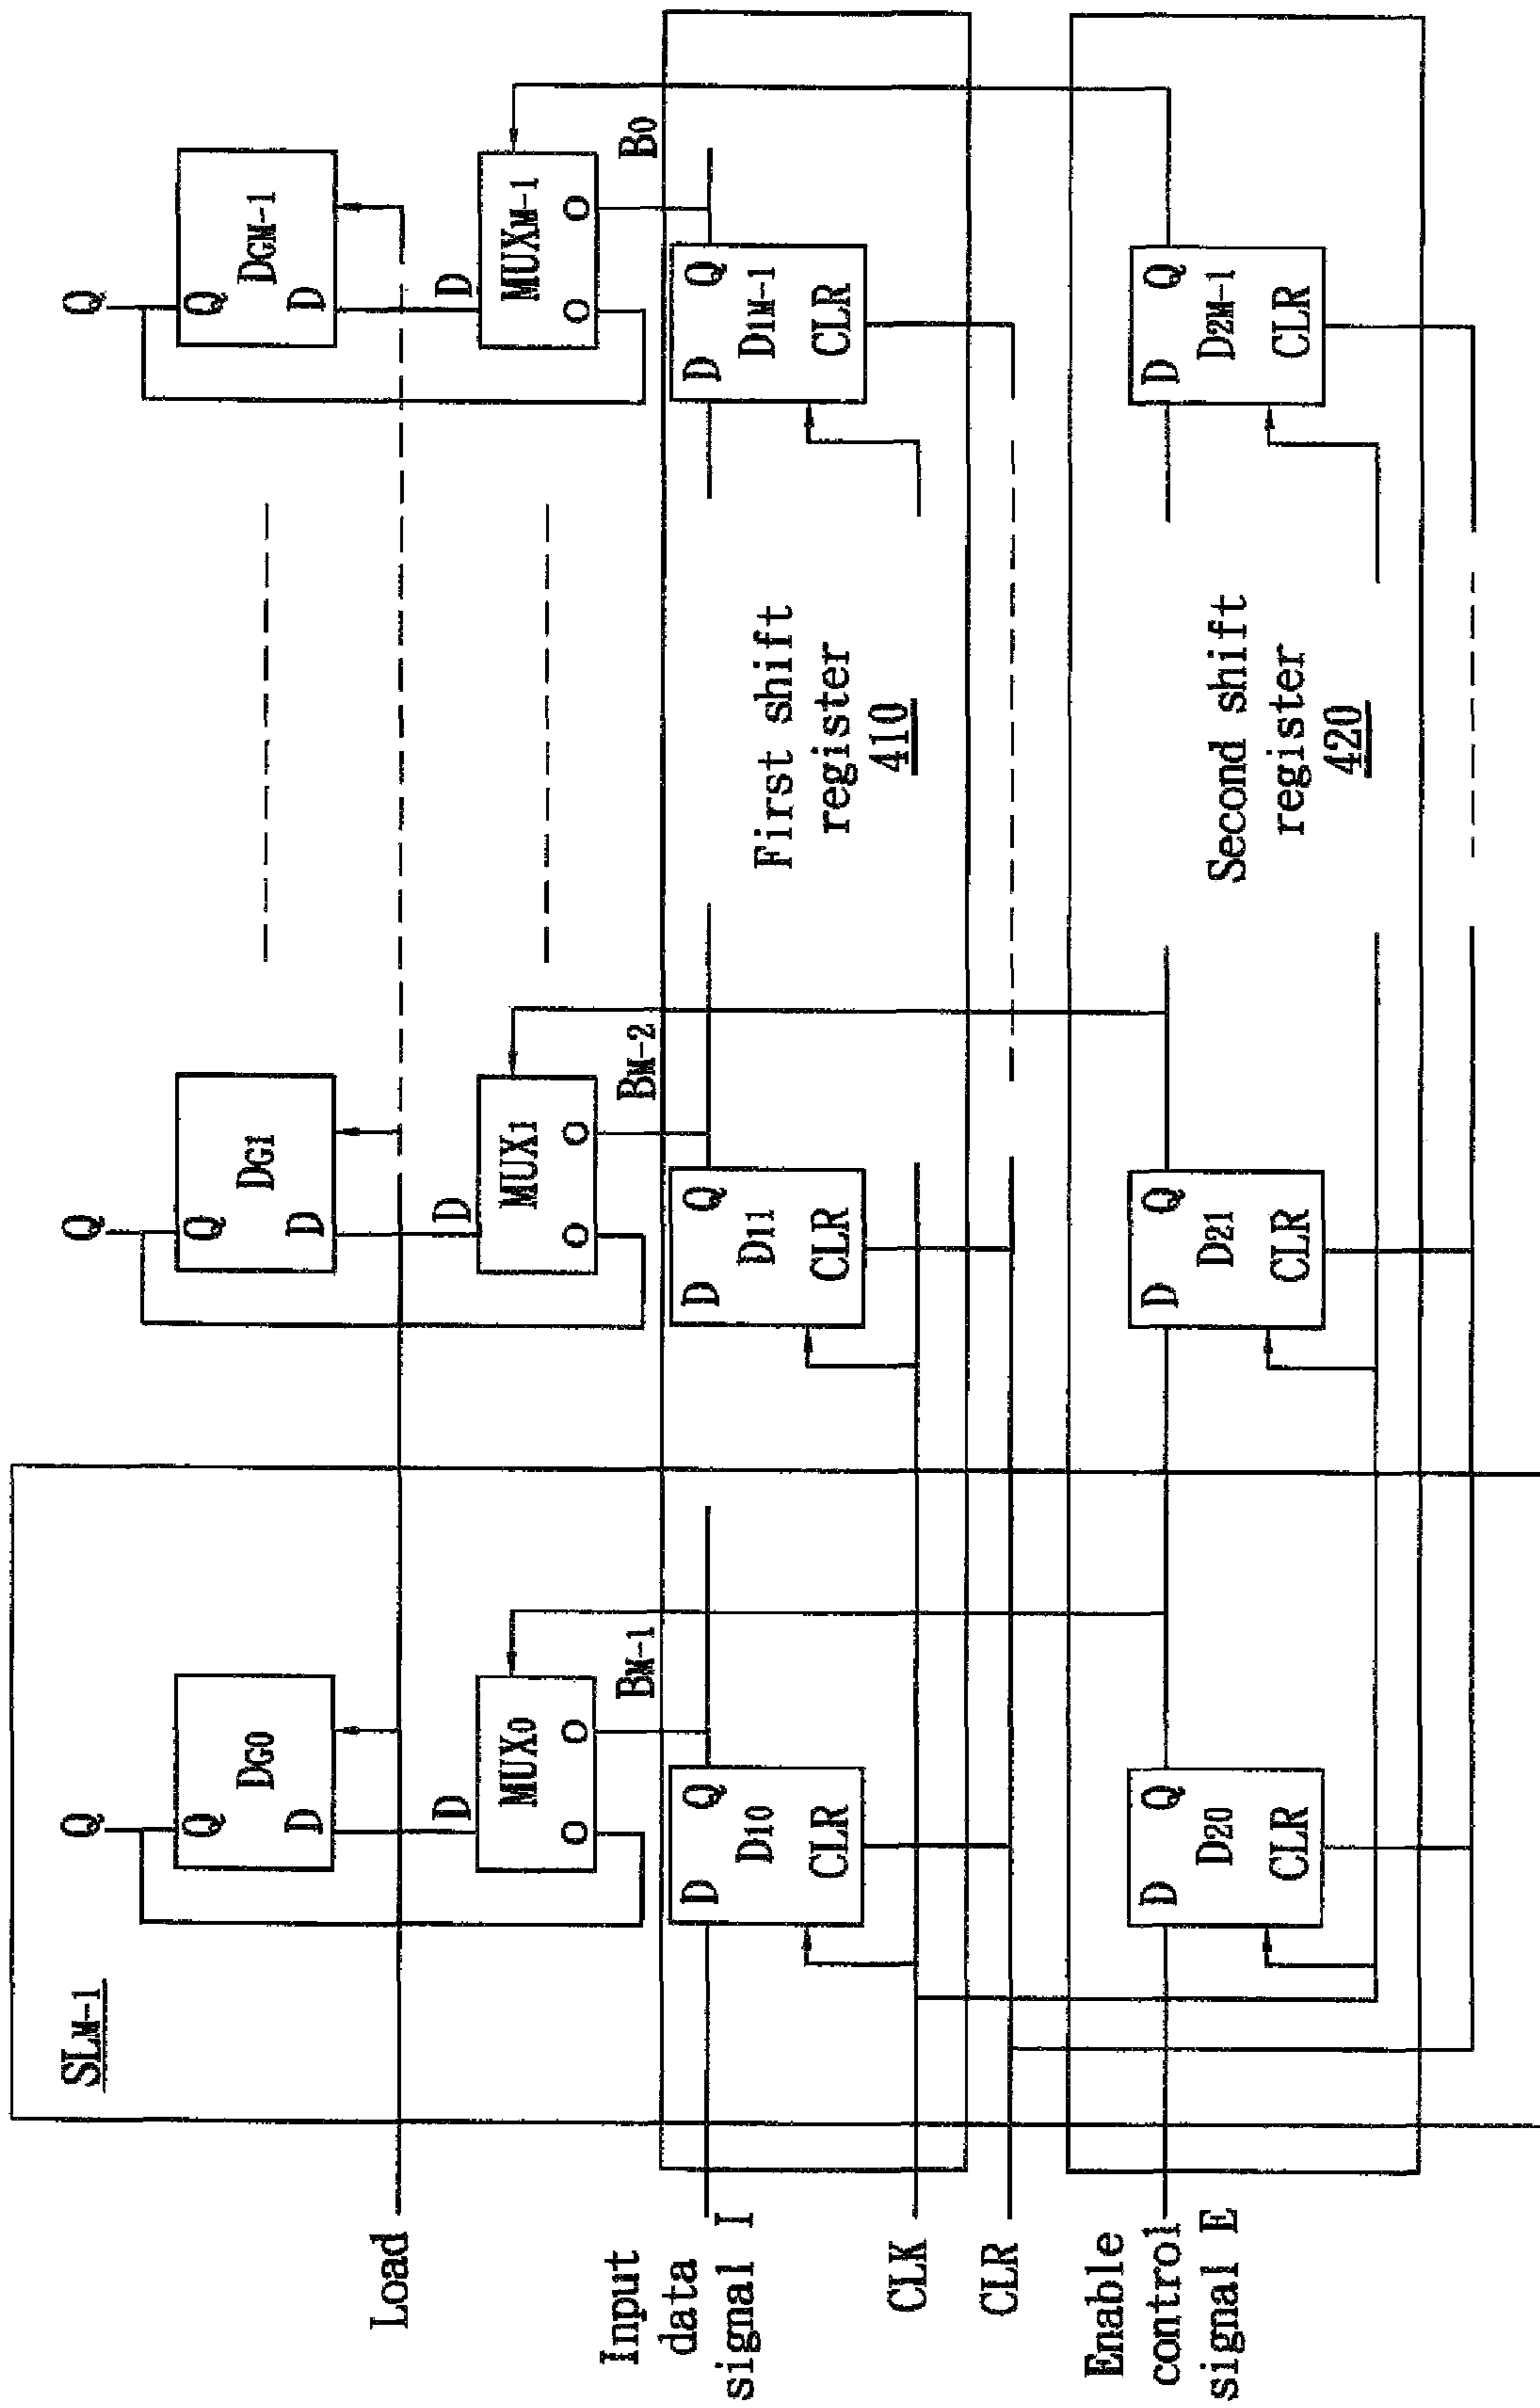 SLM-1
Q
Q
Q
Q
DG0
D
Q
DG1
D
Q
DGM-1
D
Load
D
MUX0
O O
D
MUX1
O O
D
MUXM-1
O O
BM-1
BM-2
B0
Input
data
signal I
D Q
D10
CLR
D Q
D11
CLR
First shift
register
410
D Q
D1M-1
CLR
CLK
CLR
Enable
control
signal E
D Q
D20
CLR
D Q
D21
CLR
Second shift
register
420
D Q
D2M-1
CLR